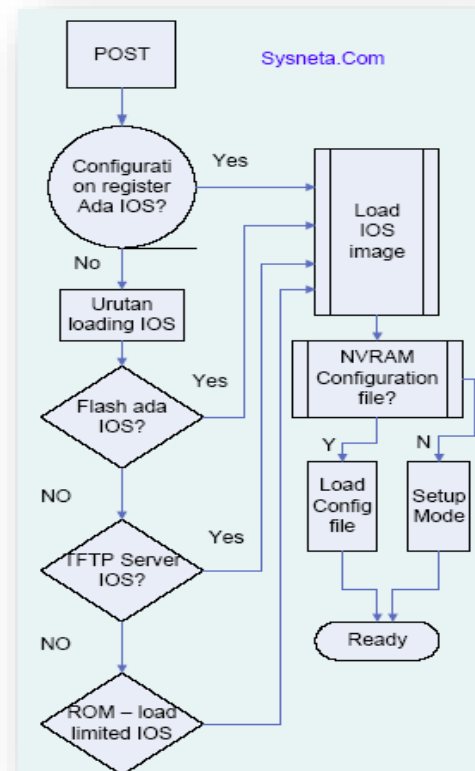 POST
Sysneta.Com
Configurati
on register
Ada IOS?
Yes
Load
IOS
image
No
Urutan
loading IOS
Yes
NVRAM
Configuration
file?
Flash ada
IOS?
Y
N
NO
Load
Config
file
Setup
Mode
Yes
TFTP Server
IOS?
Ready
NO
ROM – load
limited IOS